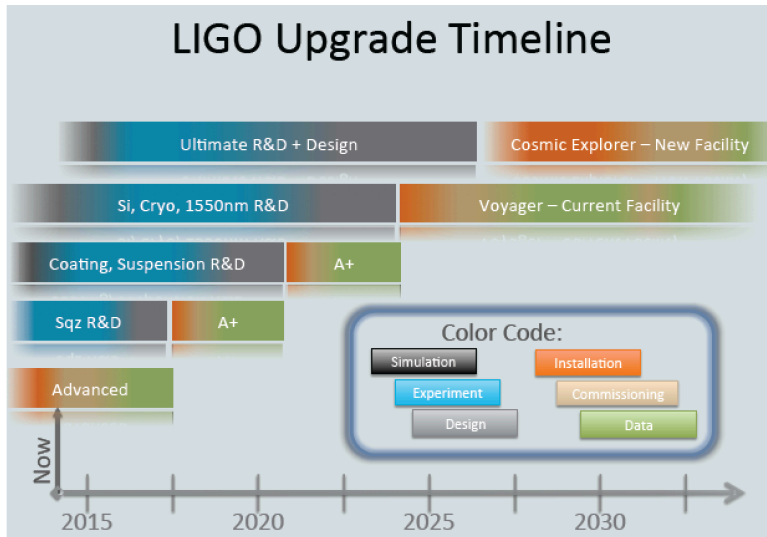 LIGO Upgrade Timeline
Ultimate R&D + Design
Cosmic Explorer – New Facility
Si, Cryo, 1550nm R&D
Voyager – Current Facility
Coating, Suspension R&D
A+
Sqz R&D
A+
Advanced
Color Code:
Simulation
Installation
Experiment
Commissioning
Design
Data
Now
2015
2020
2025
2030